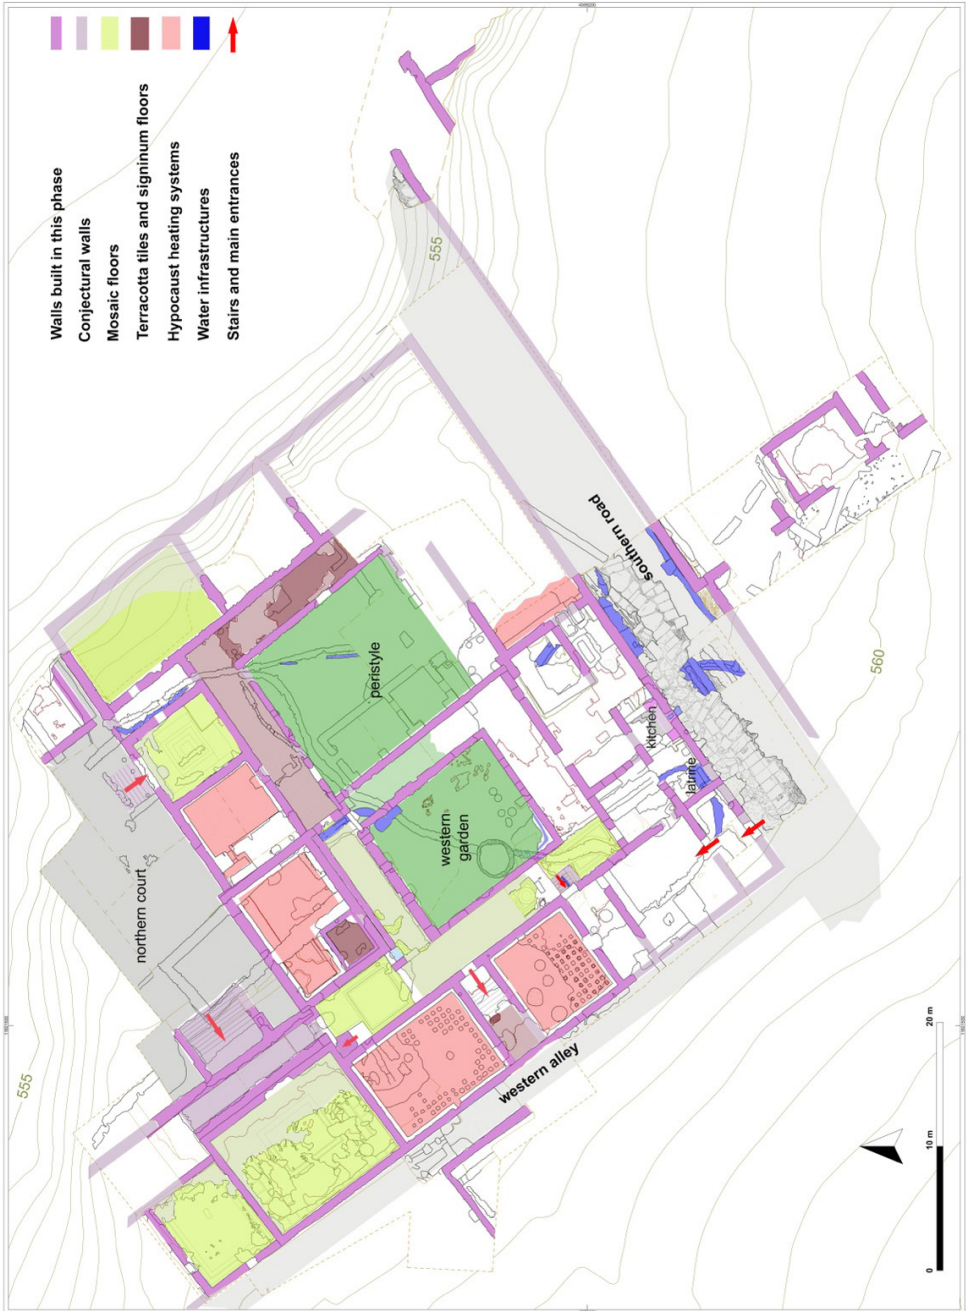 Walls built in this phase
Conjectural walls
Mosaic floors
Terracotta tiles and signinum floors
Hypocaust heating systems
Water infrastructures
Stairs and main entrances
555
southern road
peristyle
560
kitchen
latrine
western
garden
northern court
western alley
555
0
10 m
20 m